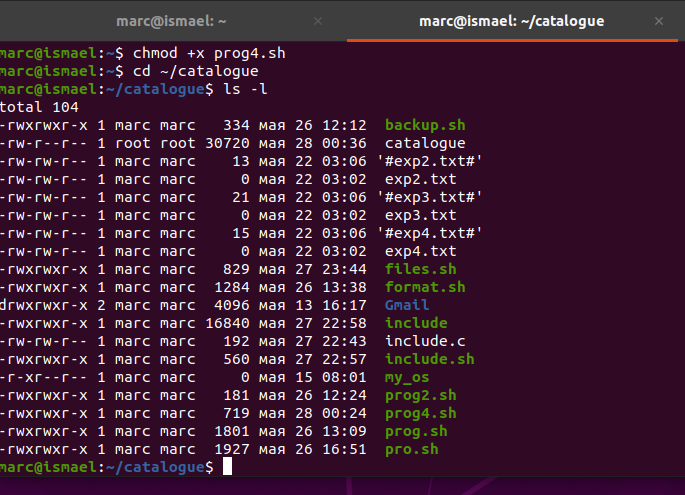 marc@ismael: ~ × marc@ismael: ~/catalogue ×
marc@ismael:~$ chmod +x prog4.sh
marc@ismael:~$ cd ~/catalogue
marc@ismael:~/catalogue$ ls -l
total 104
-rwxrwxr-x 1 marc marc   334 мая 26 12:12  backup.sh
-rw-r--r-- 1 root root 30720 мая 28 00:36  catalogue
-rw-rw-r-- 1 marc marc    13 мая 22 03:06 '#exp2.txt#'
-rw-rw-r-- 1 marc marc     0 мая 22 03:02  exp2.txt
-rw-rw-r-- 1 marc marc    21 мая 22 03:06 '#exp3.txt#'
-rw-rw-r-- 1 marc marc     0 мая 22 03:02  exp3.txt
-rw-rw-r-- 1 marc marc    15 мая 22 03:06 '#exp4.txt#'
-rw-rw-r-- 1 marc marc     0 мая 22 03:02  exp4.txt
-rwxrwxr-x 1 marc marc   829 мая 27 23:44  files.sh
-rwxrwxr-x 1 marc marc  1284 мая 26 13:38  format.sh
drwxrwxr-x 2 marc marc  4096 мая 13 16:17  Gmail
-rwxrwxr-x 1 marc marc 16840 мая 27 22:58  include
-rw-rw-r-- 1 marc marc   192 мая 27 22:43  include.c
-rwxrwxr-x 1 marc marc   560 мая 27 22:57  include.sh
-r-xr--r-- 1 marc marc     0 мая 15 08:01  my_os
-rwxrwxr-x 1 marc marc   181 мая 26 12:24  prog2.sh
-rwxrwxr-x 1 marc marc   719 мая 28 00:24  prog4.sh
-rwxrwxr-x 1 marc marc  1801 мая 26 13:09  prog.sh
-rwxrwxr-x 1 marc marc  1927 мая 26 16:51  pro.sh
marc@ismael:~/catalogue$